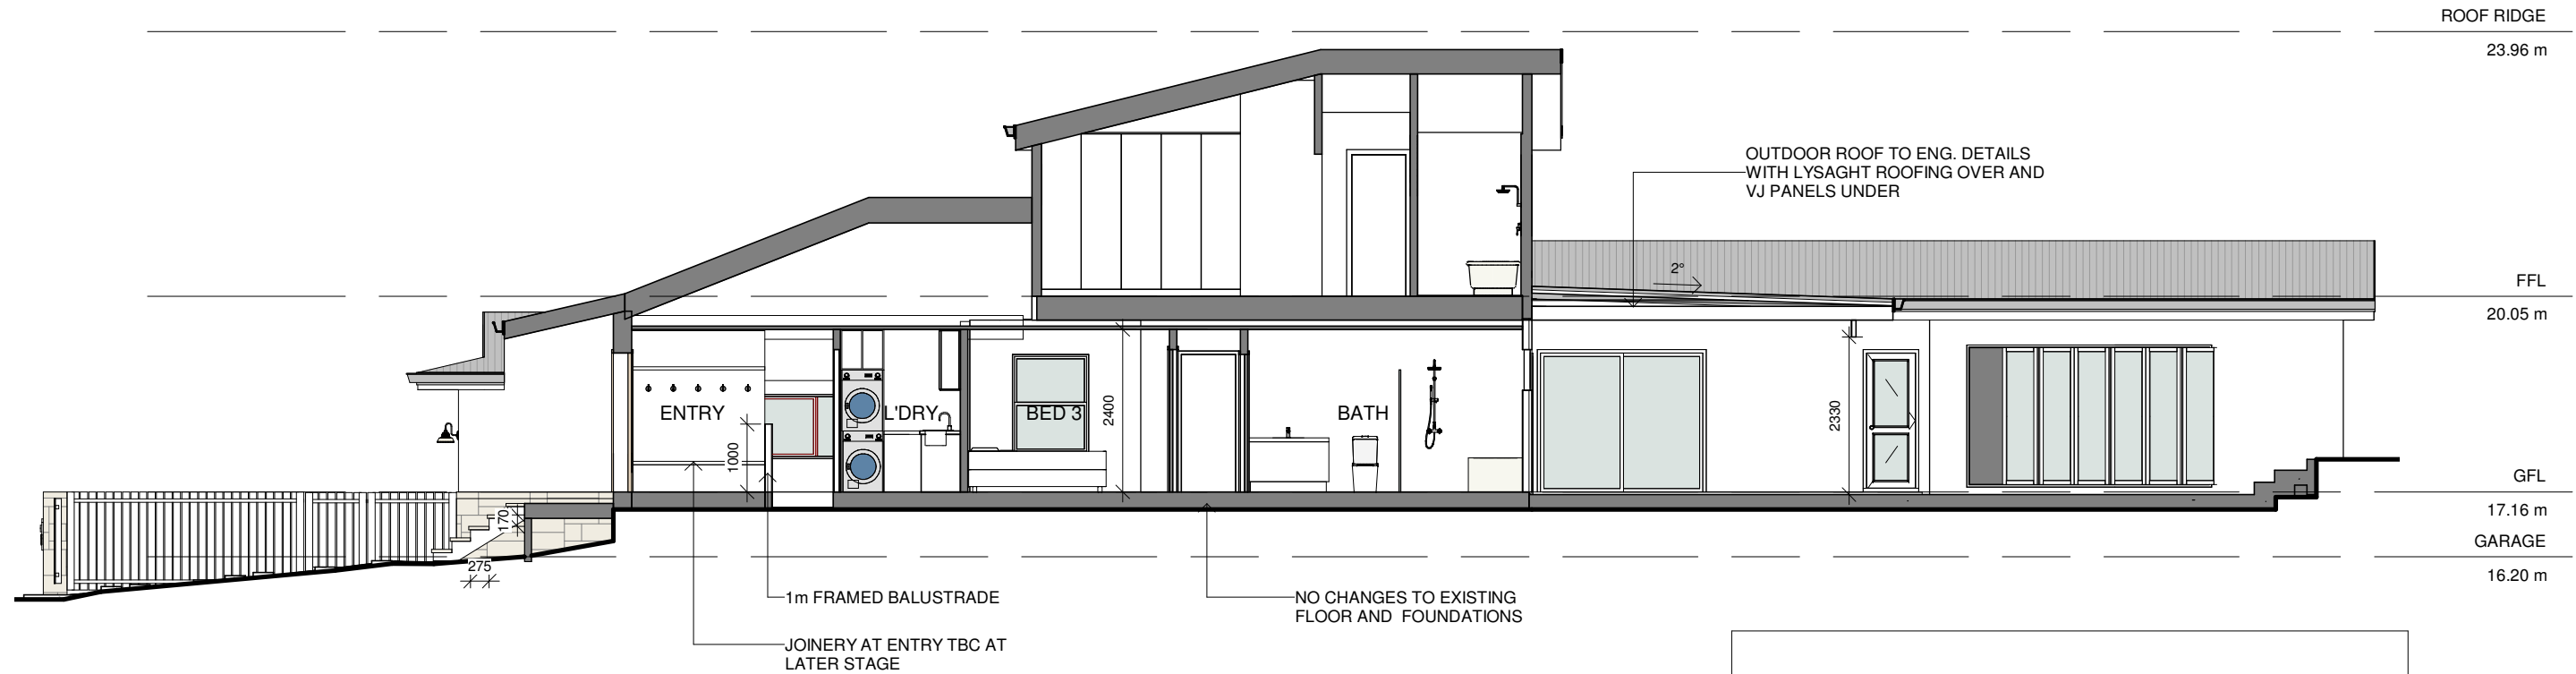 ROOF RIDGE
23.96 m
OUTDOOR ROOF TO ENG. DETAILS
WITH LYSAGHT ROOFING OVER AND
VJ PANELS UNDER
2°
FFL
20.05 m
ENTRY
L'DRY
BED 3
BATH
2400
2330
1000
170
275
GFL
17.16 m
GARAGE
16.20 m
1m FRAMED BALUSTRADE
NO CHANGES TO EXISTING
FLOOR AND FOUNDATIONS
JOINERY AT ENTRY TBC AT
LATER STAGE